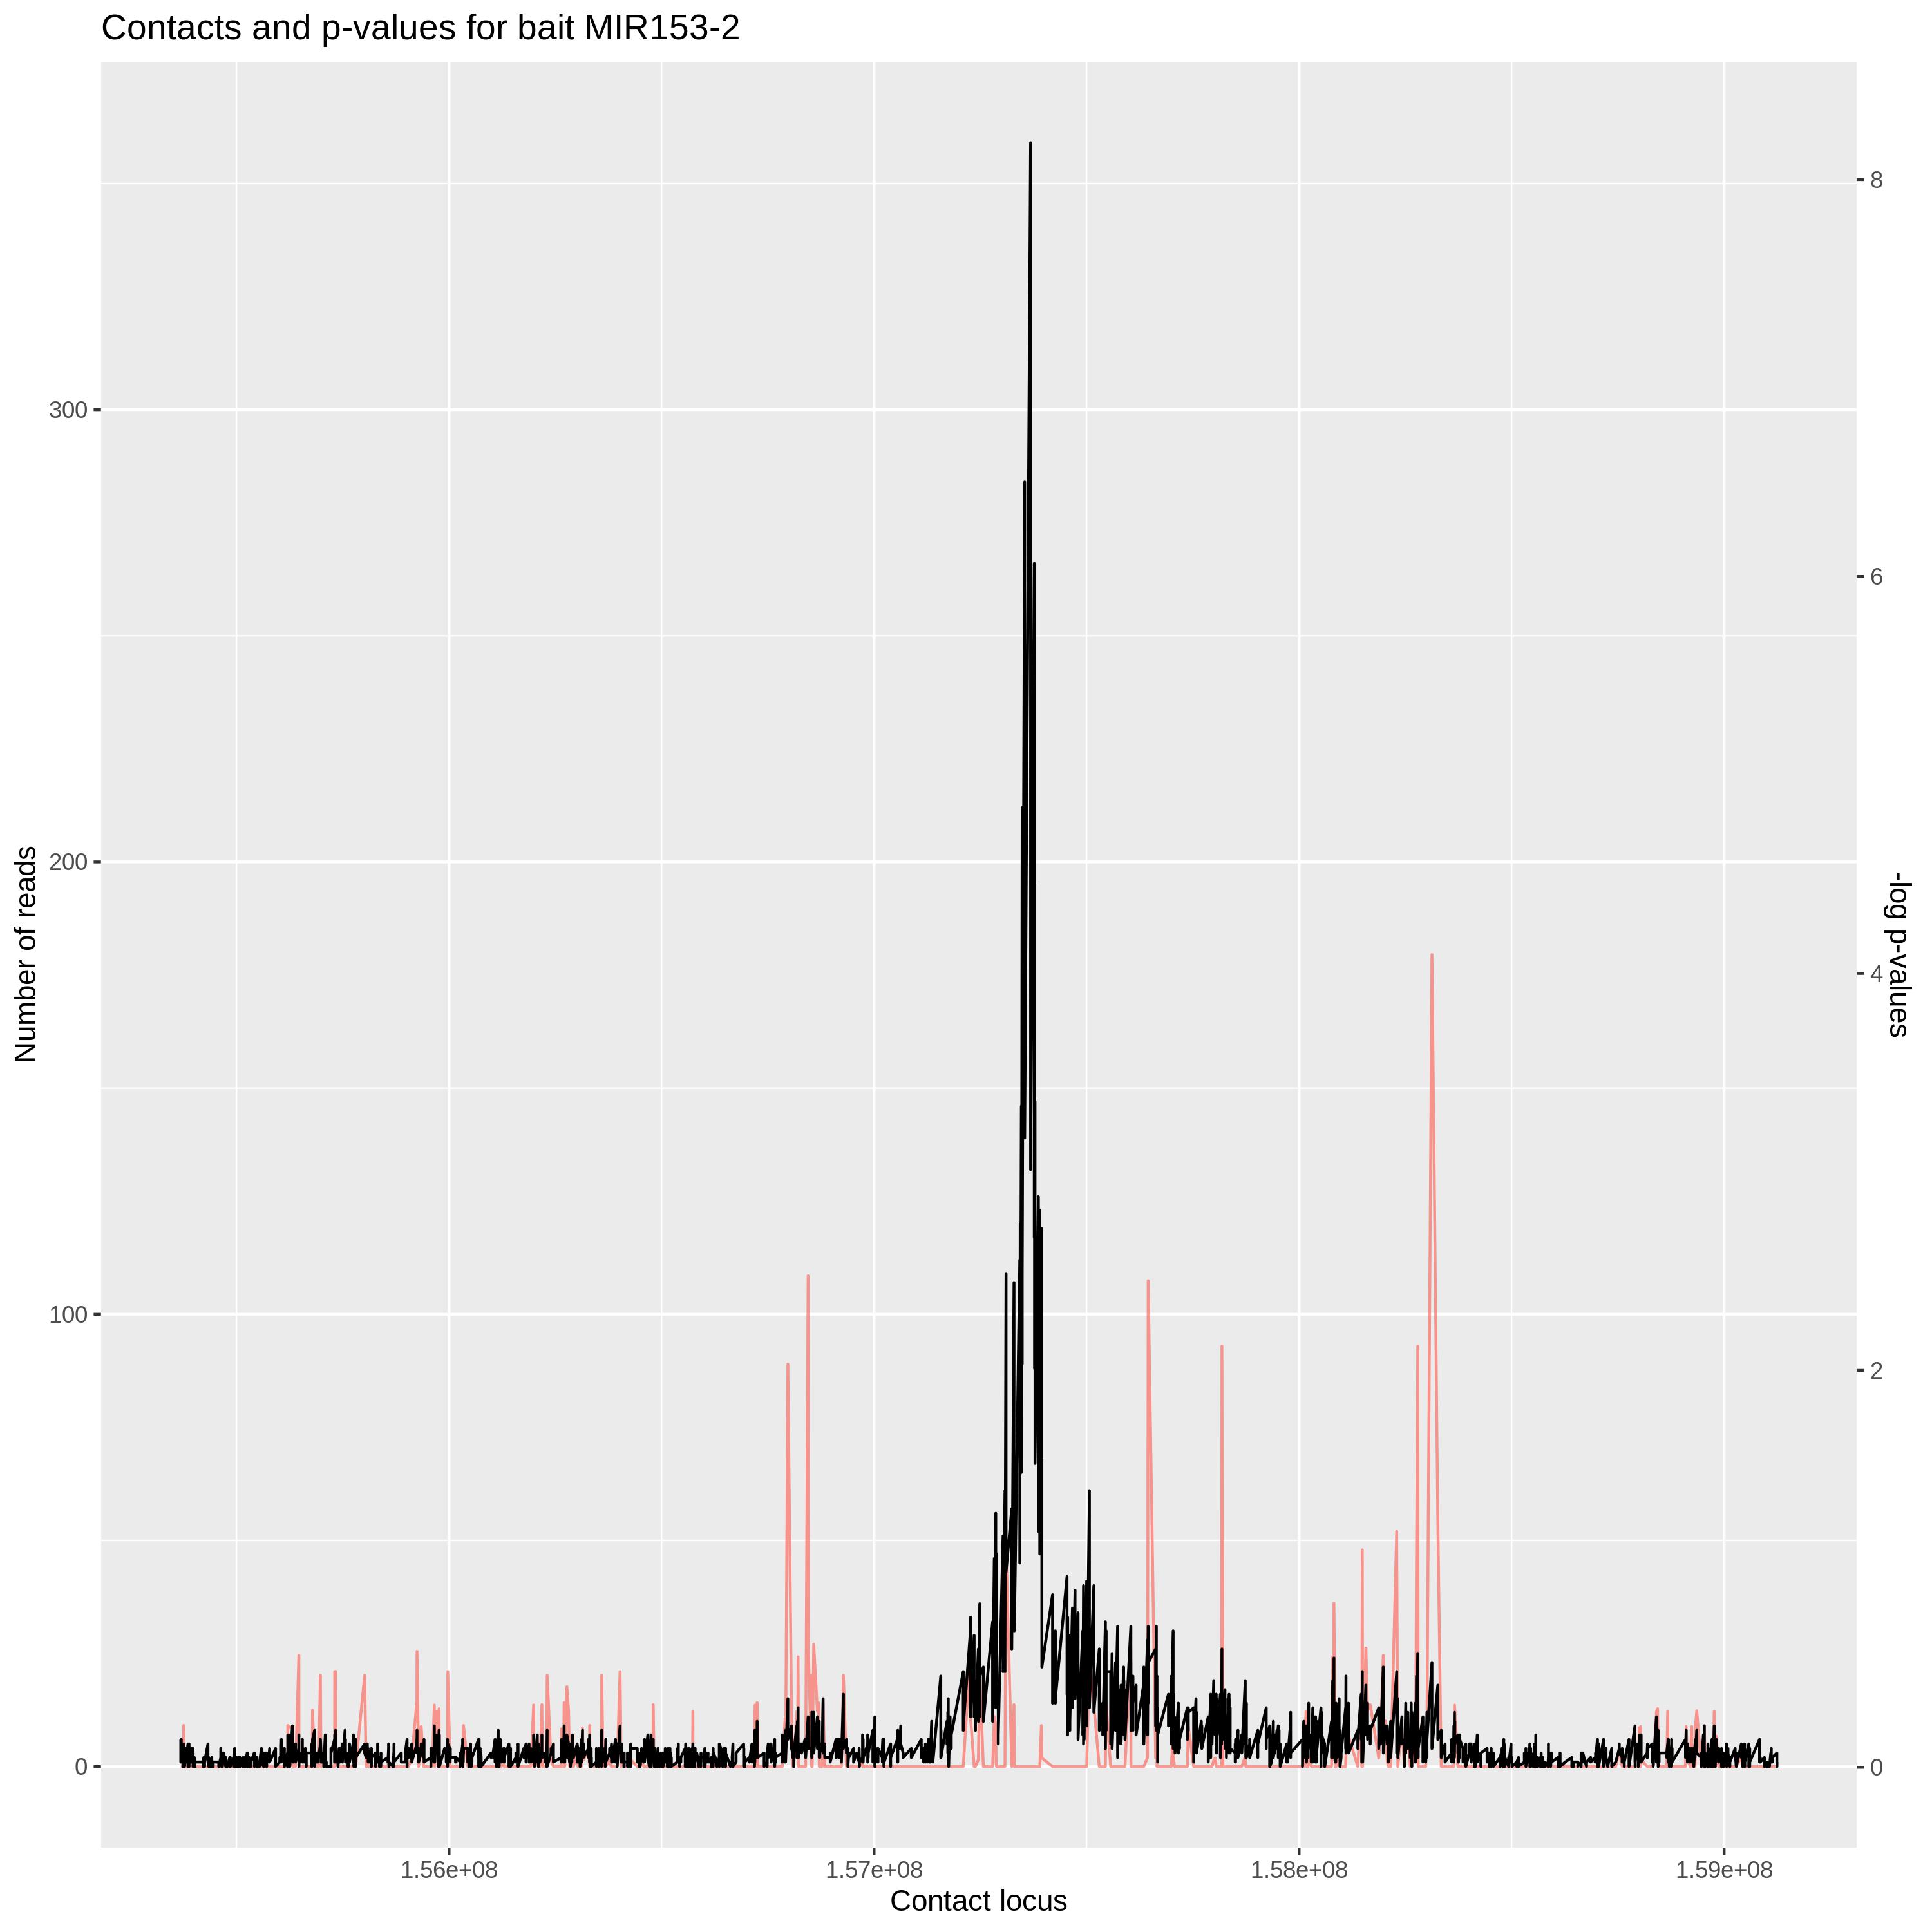 Contacts and p-values for bait MIR153-2
Number of reads
300
200
100
0
8
6
4
2
0
-log p-values
1.56e+08 1.57e+08 1.58e+08 1.59e+08
Contact locus